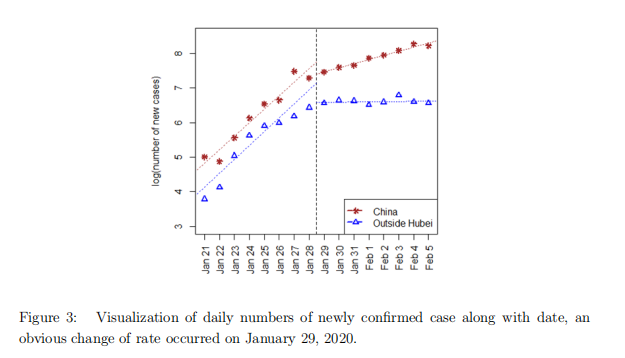 log(number of new cases)
8
7
6
5
4
3
China
Outside Hubei
Jan 21
Jan 22
Jan 23
Jan 24
Jan 25
Jan 26
Jan 27
Jan 28
Jan 29
Jan 30
Jan 31
Feb 1
Feb 2
Feb 3
Feb 4
Feb 5
Figure 3: Visualization of daily numbers of newly confirmed case along with date, an
obvious change of rate occurred on January 29, 2020.